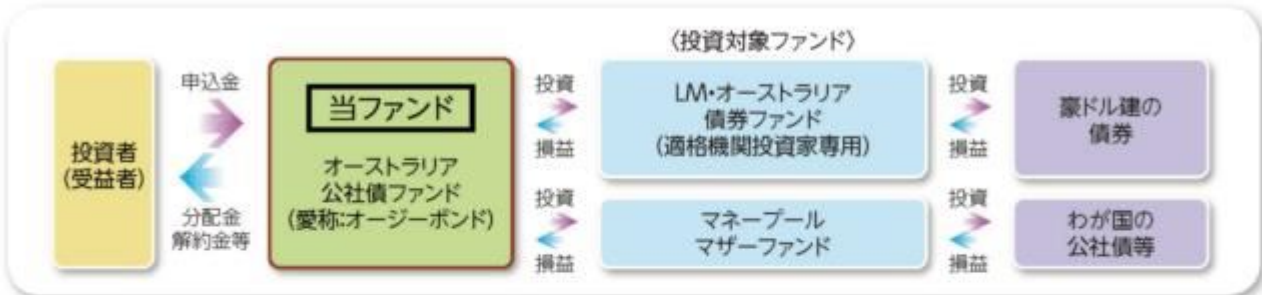 〈投資対象ファンド〉
投資者
(受益者)
申込金
分配金
解約金等
当ファンド
オーストラリア
公社債ファンド
(愛称:オージーボンド)
投資
損益
LM・オーストラリア
債券ファンド
(適格機関投資家専用)
投資
損益
豪ドル建の
債券
投資
損益
マネープール
マザーファンド
投資
損益
わが国の
公社債等